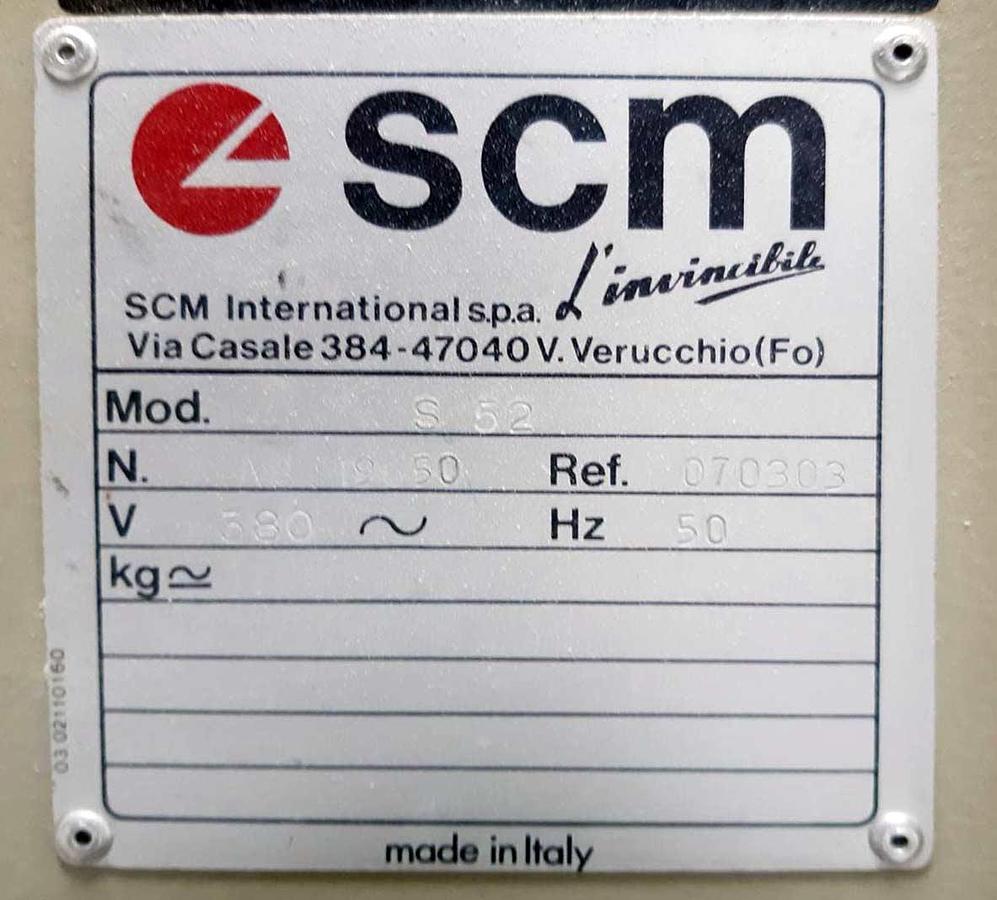 scm
L'invincibile
SCM International s.p.a.
Via Casale 384-47040 V. Verucchio (Fo)
Mod. S 52
N. Ref. 070303
V 380 ~ Hz 50
kg ≃
03 02110160
made in Italy